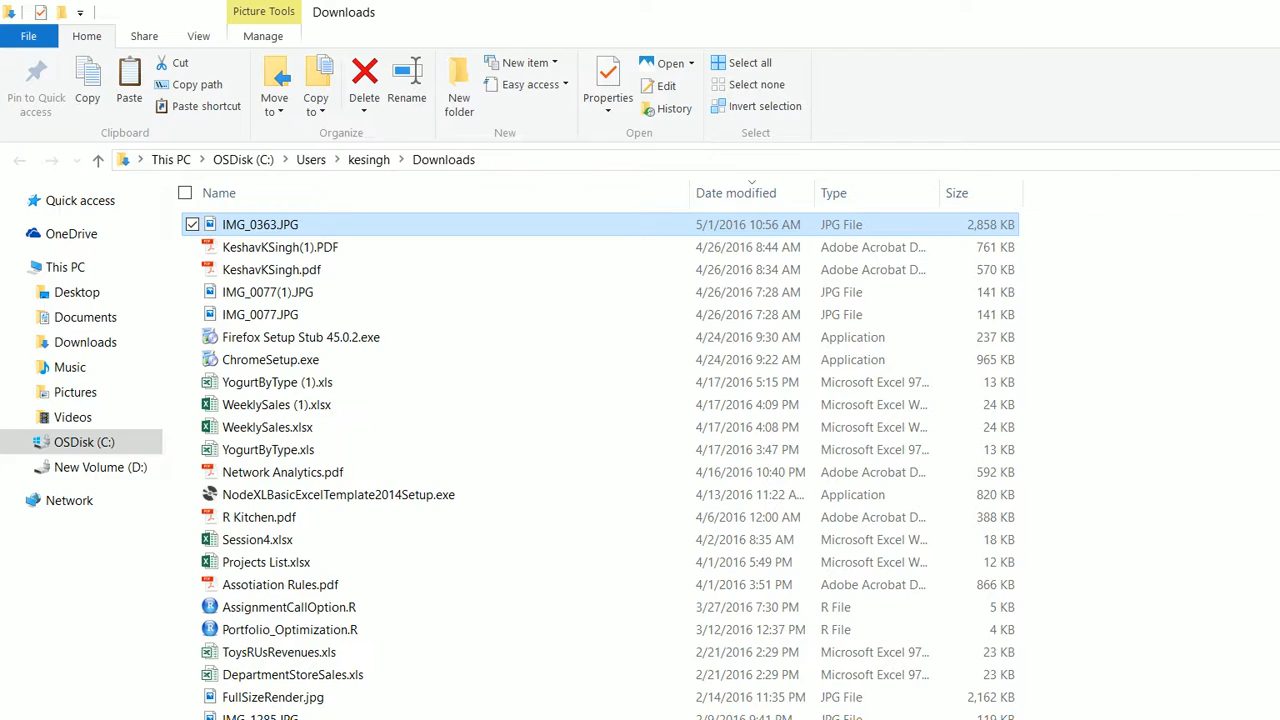 Picture Tools Downloads
File Home Share View Manage
Pin to Quick access
Copy
Paste
Cut
Copy path
Paste shortcut
Clipboard
Move to
Copy to
Delete
Rename
Organize
New folder
New item
Easy access
New
Properties
Open
Edit
History
Open
Select all
Select none
Invert selection
Select
This PC OSDisk (C:) Users kesingh Downloads
Quick access
OneDrive
This PC
Desktop
Documents
Downloads
Music
Pictures
Videos
OSDisk (C:)
New Volume (D:)
Network
Name Date modified Type Size
IMG_0363.JPG 5/1/2016 10:56 AM JPG File 2,858 KB
KeshavKSingh(1).PDF 4/26/2016 8:44 AM Adobe Acrobat D... 761 KB
KeshavKSingh.pdf 4/26/2016 8:34 AM Adobe Acrobat D... 570 KB
IMG_0077(1).JPG 4/26/2016 7:28 AM JPG File 141 KB
IMG_0077.JPG 4/26/2016 7:28 AM JPG File 141 KB
Firefox Setup Stub 45.0.2.exe 4/24/2016 9:30 AM Application 237 KB
ChromeSetup.exe 4/24/2016 9:22 AM Application 965 KB
YogurtByType (1).xls 4/17/2016 5:15 PM Microsoft Excel 97... 13 KB
WeeklySales (1).xlsx 4/17/2016 4:09 PM Microsoft Excel W... 24 KB
WeeklySales.xlsx 4/17/2016 4:08 PM Microsoft Excel W... 24 KB
YogurtByType.xls 4/17/2016 3:47 PM Microsoft Excel 97... 13 KB
Network Analytics.pdf 4/16/2016 10:40 PM Adobe Acrobat D... 592 KB
NodeXLBasicExcelTemplate2014Setup.exe 4/13/2016 11:22 A... Application 820 KB
R Kitchen.pdf 4/6/2016 12:00 AM Adobe Acrobat D... 388 KB
Session4.xlsx 4/2/2016 8:35 AM Microsoft Excel W... 18 KB
Projects List.xlsx 4/1/2016 5:49 PM Microsoft Excel W... 12 KB
Assotiation Rules.pdf 4/1/2016 3:51 PM Adobe Acrobat D... 866 KB
AssignmentCallOption.R 3/27/2016 7:30 PM R File 5 KB
Portfolio_Optimization.R 3/12/2016 12:37 PM R File 4 KB
ToysRUsRevenues.xls 2/21/2016 2:29 PM Microsoft Excel 97... 23 KB
DepartmentStoreSales.xls 2/21/2016 2:29 PM Microsoft Excel 97... 23 KB
FullSizeRender.jpg 2/14/2016 11:35 PM JPG File 2,162 KB
IMG_1285.JPG 2/9/2016 9:41 PM JPG File 119 KB